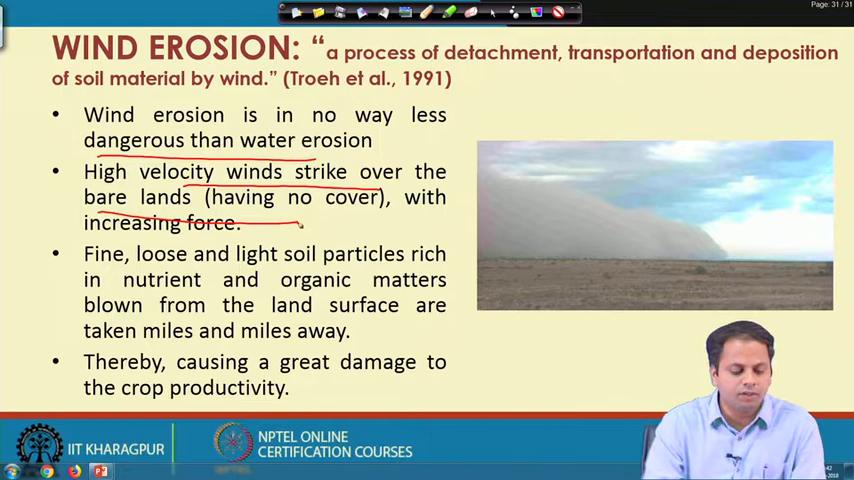 Page: 31 / 31
WIND EROSION: “a process of detachment, transportation and deposition
of soil material by wind.” (Troeh et al., 1991)
• Wind erosion is in no way less
dangerous than water erosion
• High velocity winds strike over the
bare lands (having no cover), with
increasing force.
• Fine, loose and light soil particles rich
in nutrient and organic matters
blown from the land surface are
taken miles and miles away.
• Thereby, causing a great damage to
the crop productivity.
IIT KHARAGPUR
NPTEL ONLINE
CERTIFICATION COURSES